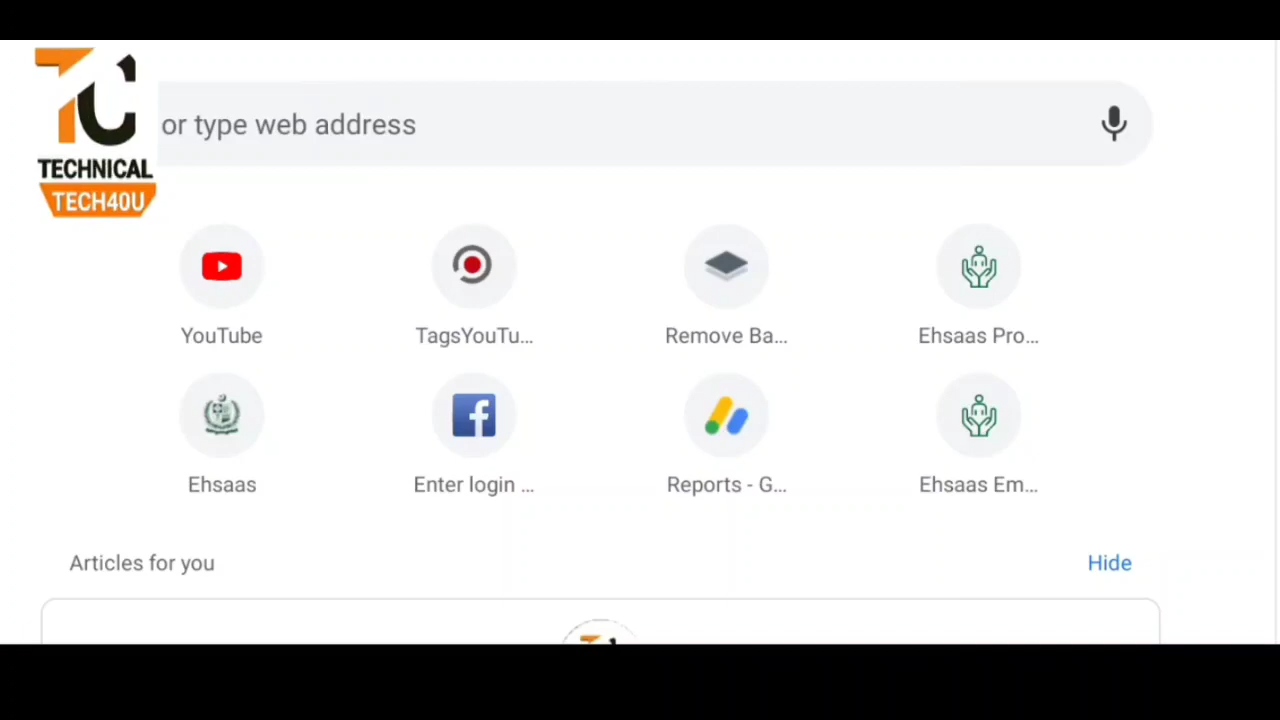 TC
TECHNICAL
TECH40U
or type web address
YouTube
TagsYouTu...
Remove Ba...
Ehsaas Pro...
Ehsaas
Enter login ...
Reports - G...
Ehsaas Em...
Articles for you
Hide